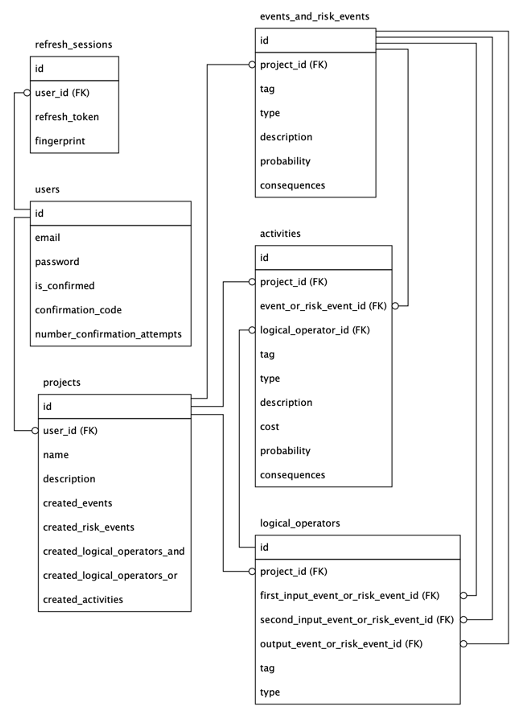 refresh_sessions
id
user_id (FK)
refresh_token
fingerprint
users
id
email
password
is_confirmed
confirmation_code
number_confirmation_attempts
projects
id
user_id (FK)
name
description
created_events
created_risk_events
created_logical_operators_and
created_logical_operators_or
created_activities
events_and_risk_events
id
project_id (FK)
tag
type
description
probability
consequences
activities
id
project_id (FK)
event_or_risk_event_id (FK)
logical_operator_id (FK)
tag
type
description
cost
probability
consequences
logical_operators
id
project_id (FK)
first_input_event_or_risk_event_id (FK)
second_input_event_or_risk_event_id (FK)
output_event_or_risk_event_id (FK)
tag
type